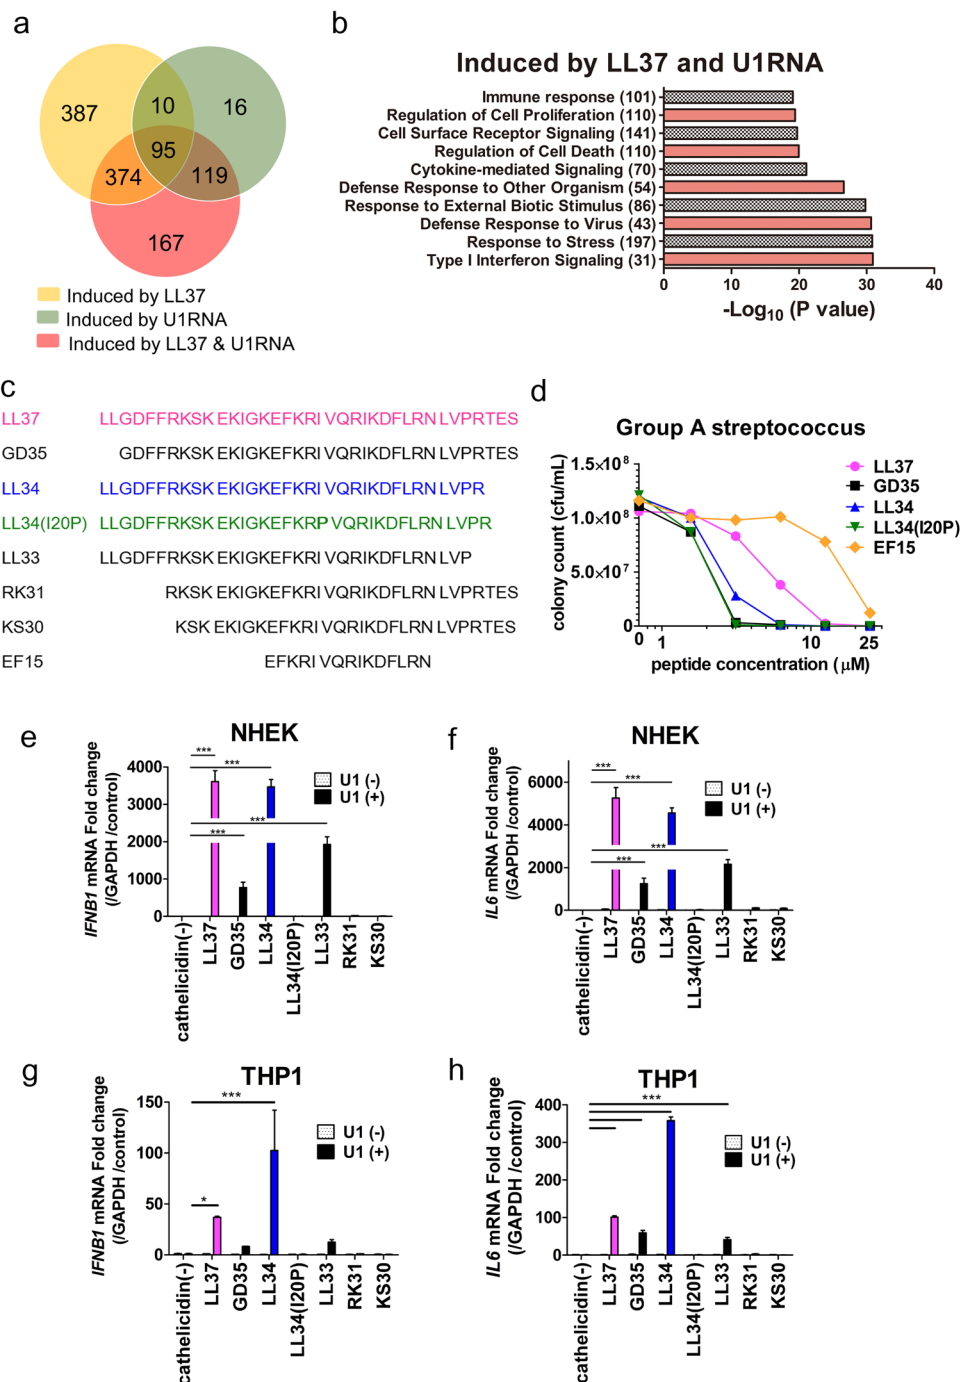 a
387
10
16
95
374
119
167
Induced by LL37
Induced by U1RNA
Induced by LL37 & U1RNA
b
Induced by LL37 and U1RNA
Immune response (101)
Regulation of Cell Proliferation (110)
Cell Surface Receptor Signaling (141)
Regulation of Cell Death (110)
Cytokine-mediated Signaling (70)
Defense Response to Other Organism (54)
Response to External Biotic Stimulus (86)
Defense Response to Virus (43)
Response to Stress (197)
Type I Interferon Signaling (31)
0 10 20 30 40
-Log10 (P value)
c
LL37 LLGDFFRKSK EKIGKEFKRI VQRIKDFLRN LVPRTES
GD35 GDFFRKSK EKIGKEFKRI VQRIKDFLRN LVPRTES
LL34 LLGDFFRKSK EKIGKEFKRI VQRIKDFLRN LVPR
LL34(I20P) LLGDFFRKSK EKIGKEFKRP VQRIKDFLRN LVPR
LL33 LLGDFFRKSK EKIGKEFKRI VQRIKDFLRN LVP
RK31 RKSK EKIGKEFKRI VQRIKDFLRN LVPRTES
KS30 KSK EKIGKEFKRI VQRIKDFLRN LVPRTES
EF15 EFKRI VQRIKDFLRN
d
Group A streptococcus
colony count (cfu/mL)
1.5×10⁸
1.0×10⁸
5.0×10⁷
0
0 1 10 25
peptide concentration (μM)
LL37
GD35
LL34
LL34(I20P)
EF15
e
NHEK
IFNB1 mRNA Fold change
(/GAPDH /control)
4000
3000
2000
1000
0
***
***
***
***
U1 (-)
U1 (+)
cathelicidin(-)
LL37
GD35
LL34
LL34(I20P)
LL33
RK31
KS30
f
NHEK
IL6 mRNA Fold change
(/GAPDH /control)
6000
4000
2000
0
***
***
***
***
U1 (-)
U1 (+)
cathelicidin(-)
LL37
GD35
LL34
LL34(I20P)
LL33
RK31
KS30
g
THP1
IFNB1 mRNA Fold change
(/GAPDH /control)
150
100
50
0
***
*
U1 (-)
U1 (+)
cathelicidin(-)
LL37
GD35
LL34
LL34(I20P)
LL33
RK31
KS30
h
THP1
IL6 mRNA Fold change
(/GAPDH /control)
400
300
200
100
0
***
U1 (-)
U1 (+)
cathelicidin(-)
LL37
GD35
LL34
LL34(I20P)
LL33
RK31
KS30